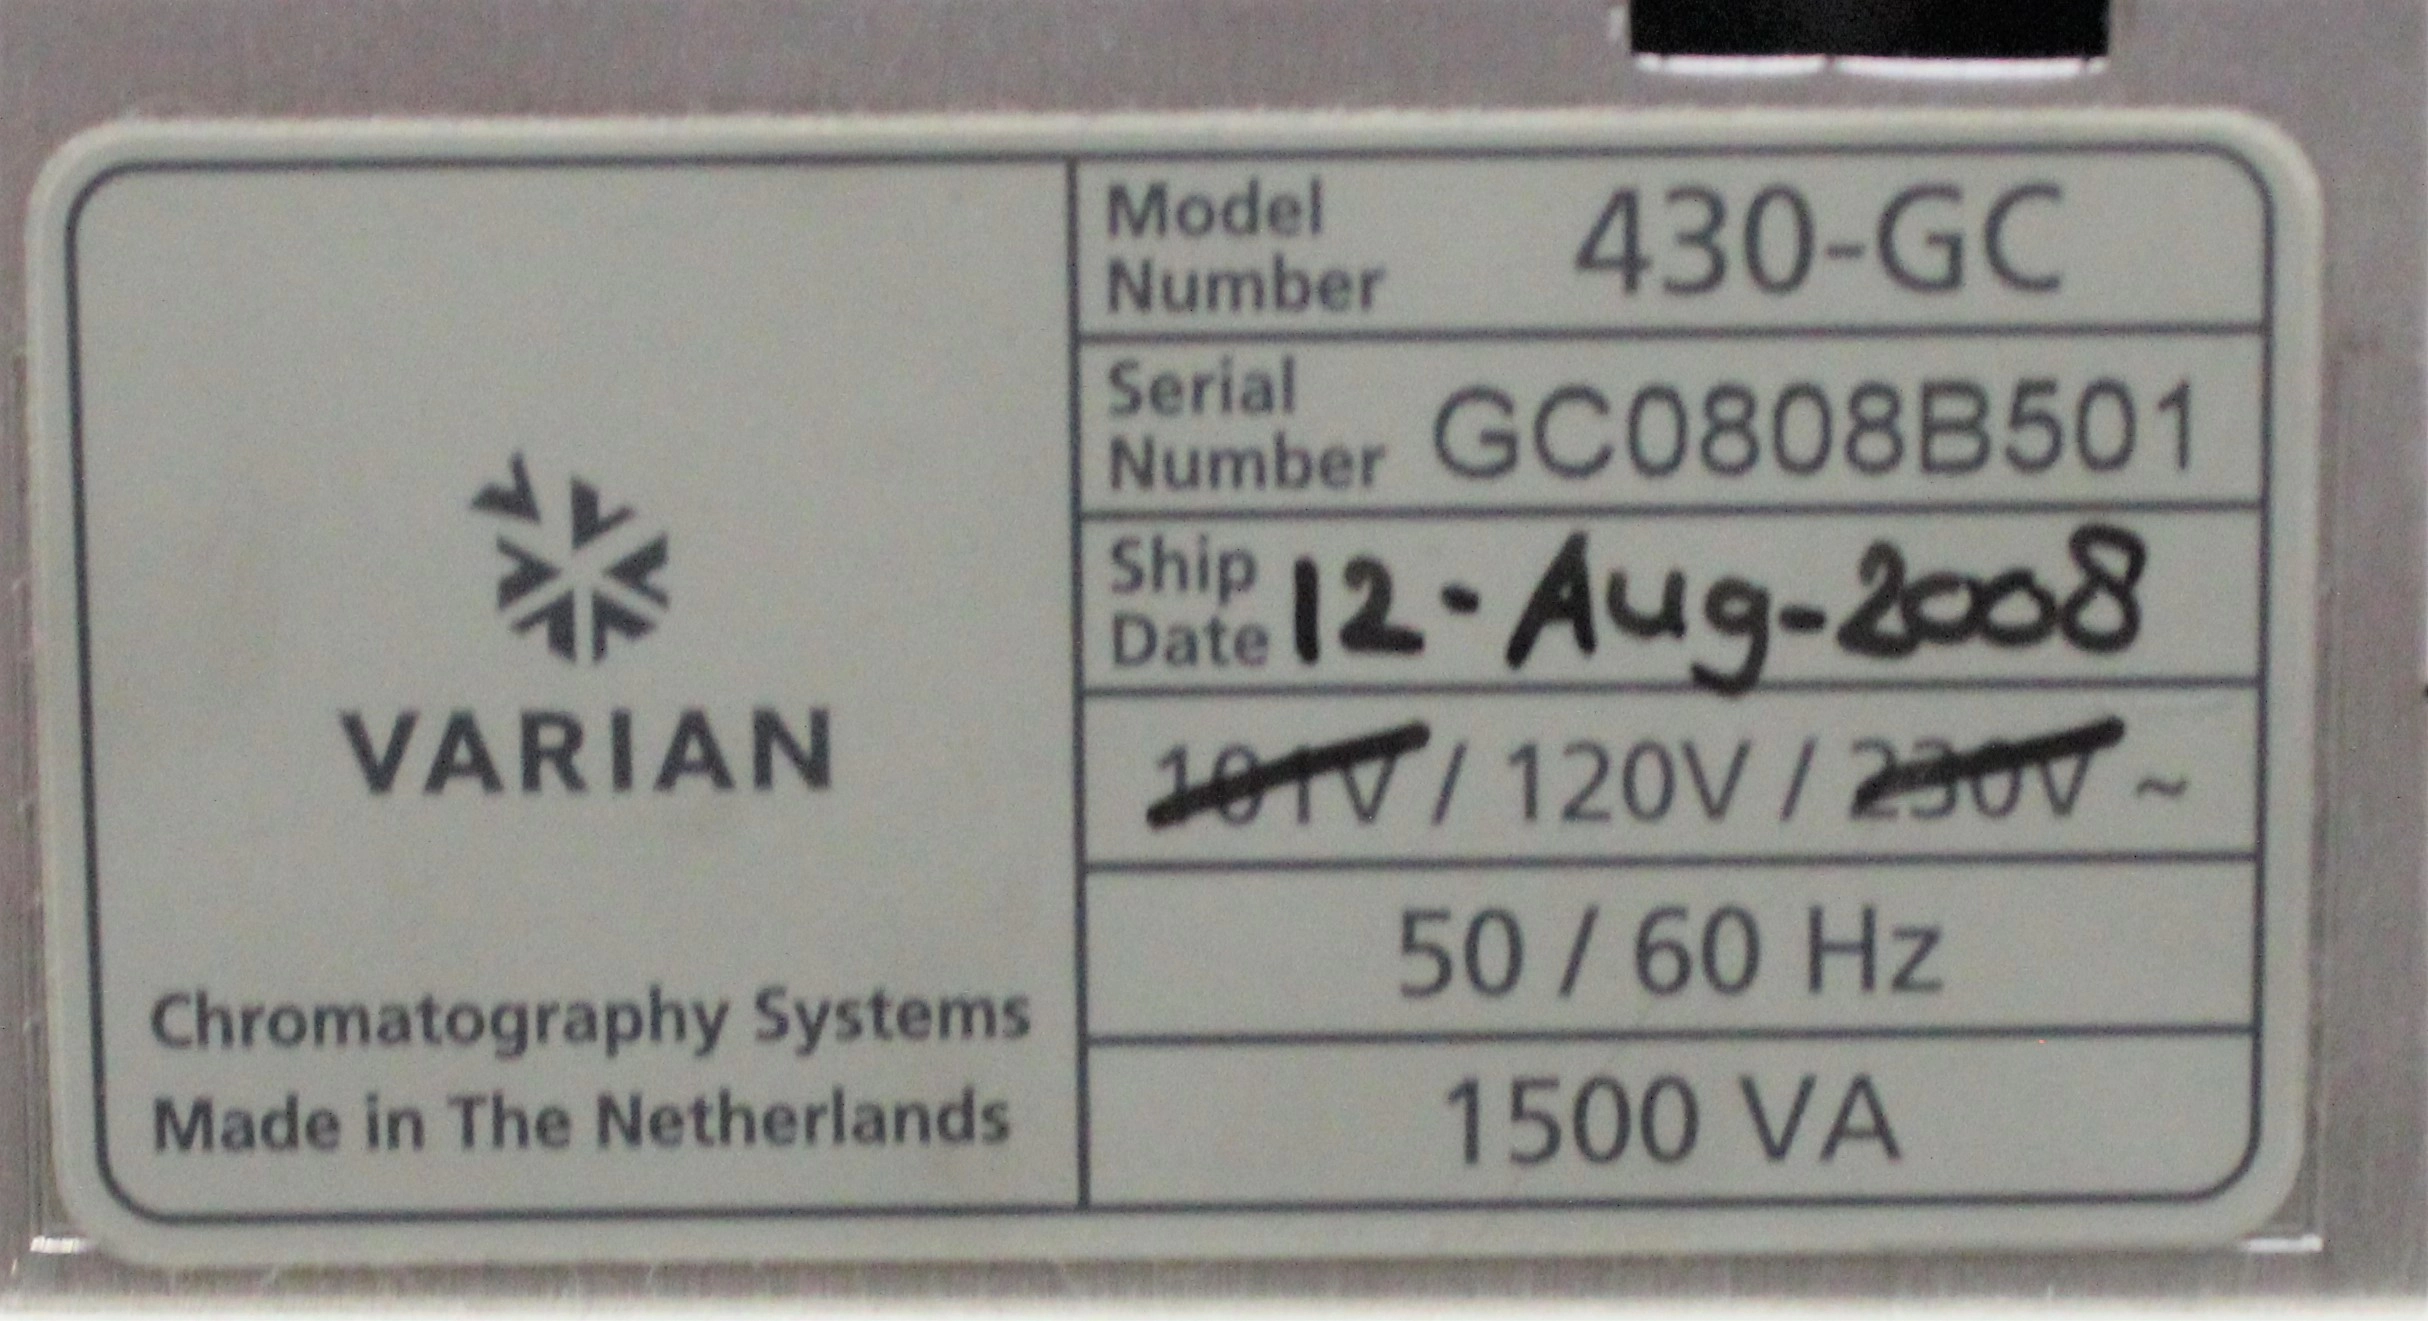 VARIAN
Chromatography Systems
Made in The Netherlands
Model
Number
430-GC
Serial
Number
GC0808B501
Ship
Date
12-Aug-2008
101V / 120V / 230V ~
50 / 60 Hz
1500 VA